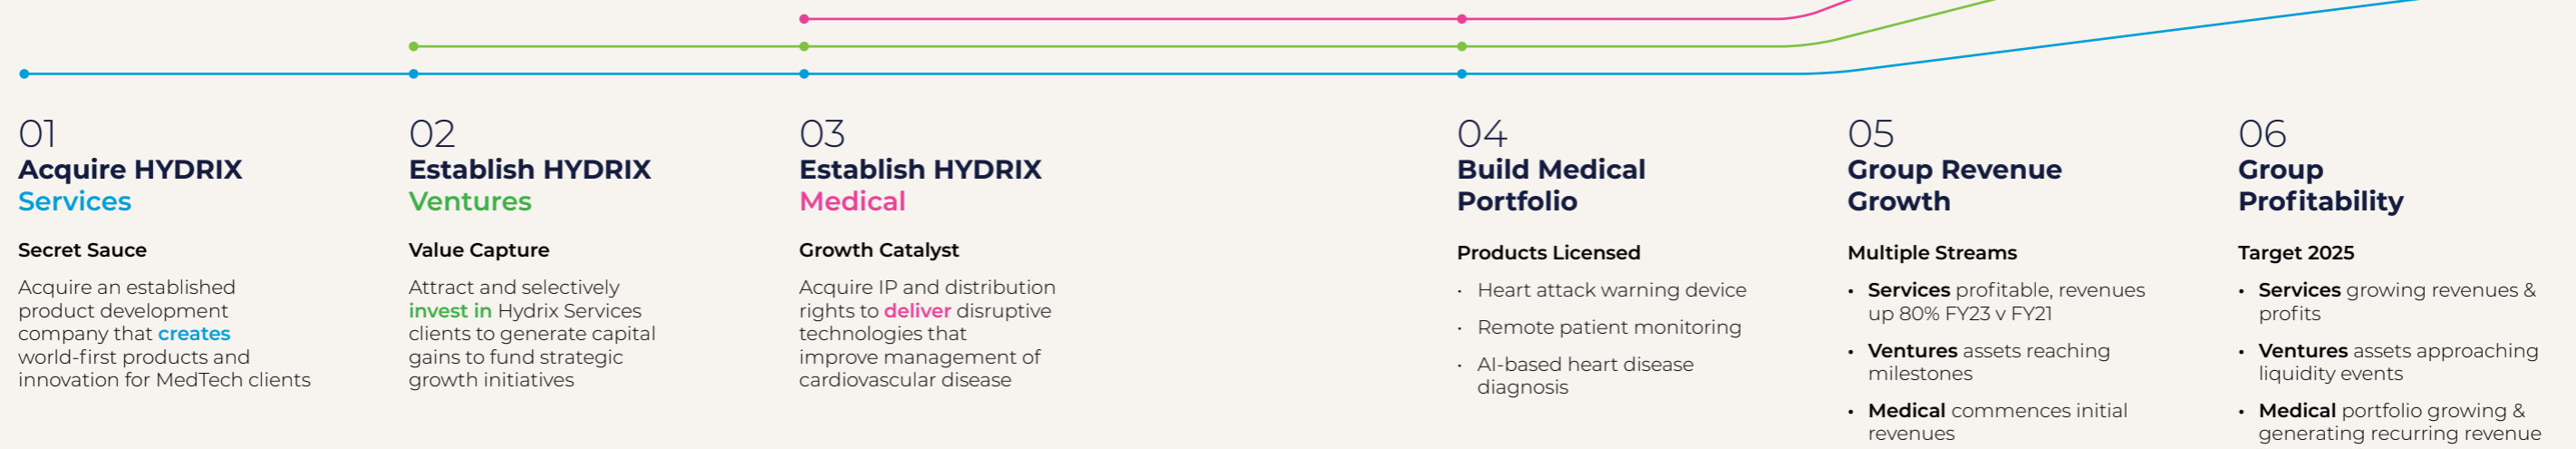 01
Acquire HYDRIX
Services
Secret Sauce
Acquire an established
product development
company that creates
world-first products and
innovation for MedTech clients
02
Establish HYDRIX
Ventures
Value Capture
Attract and selectively
invest in Hydrix Services
clients to generate capital
gains to fund strategic
growth initiatives
03
Establish HYDRIX
Medical
Growth Catalyst
Acquire IP and distribution
rights to deliver disruptive
technologies that
improve management of
cardiovascular disease
04
Build Medical
Portfolio
Products Licensed
· Heart attack warning device
· Remote patient monitoring
· AI-based heart disease
diagnosis
05
Group Revenue
Growth
Multiple Streams
• Services profitable, revenues
up 80% FY23 v FY21
• Ventures assets reaching
milestones
• Medical commences initial
revenues
06
Group
Profitability
Target 2025
• Services growing revenues &
profits
• Ventures assets approaching
liquidity events
• Medical portfolio growing &
generating recurring revenue